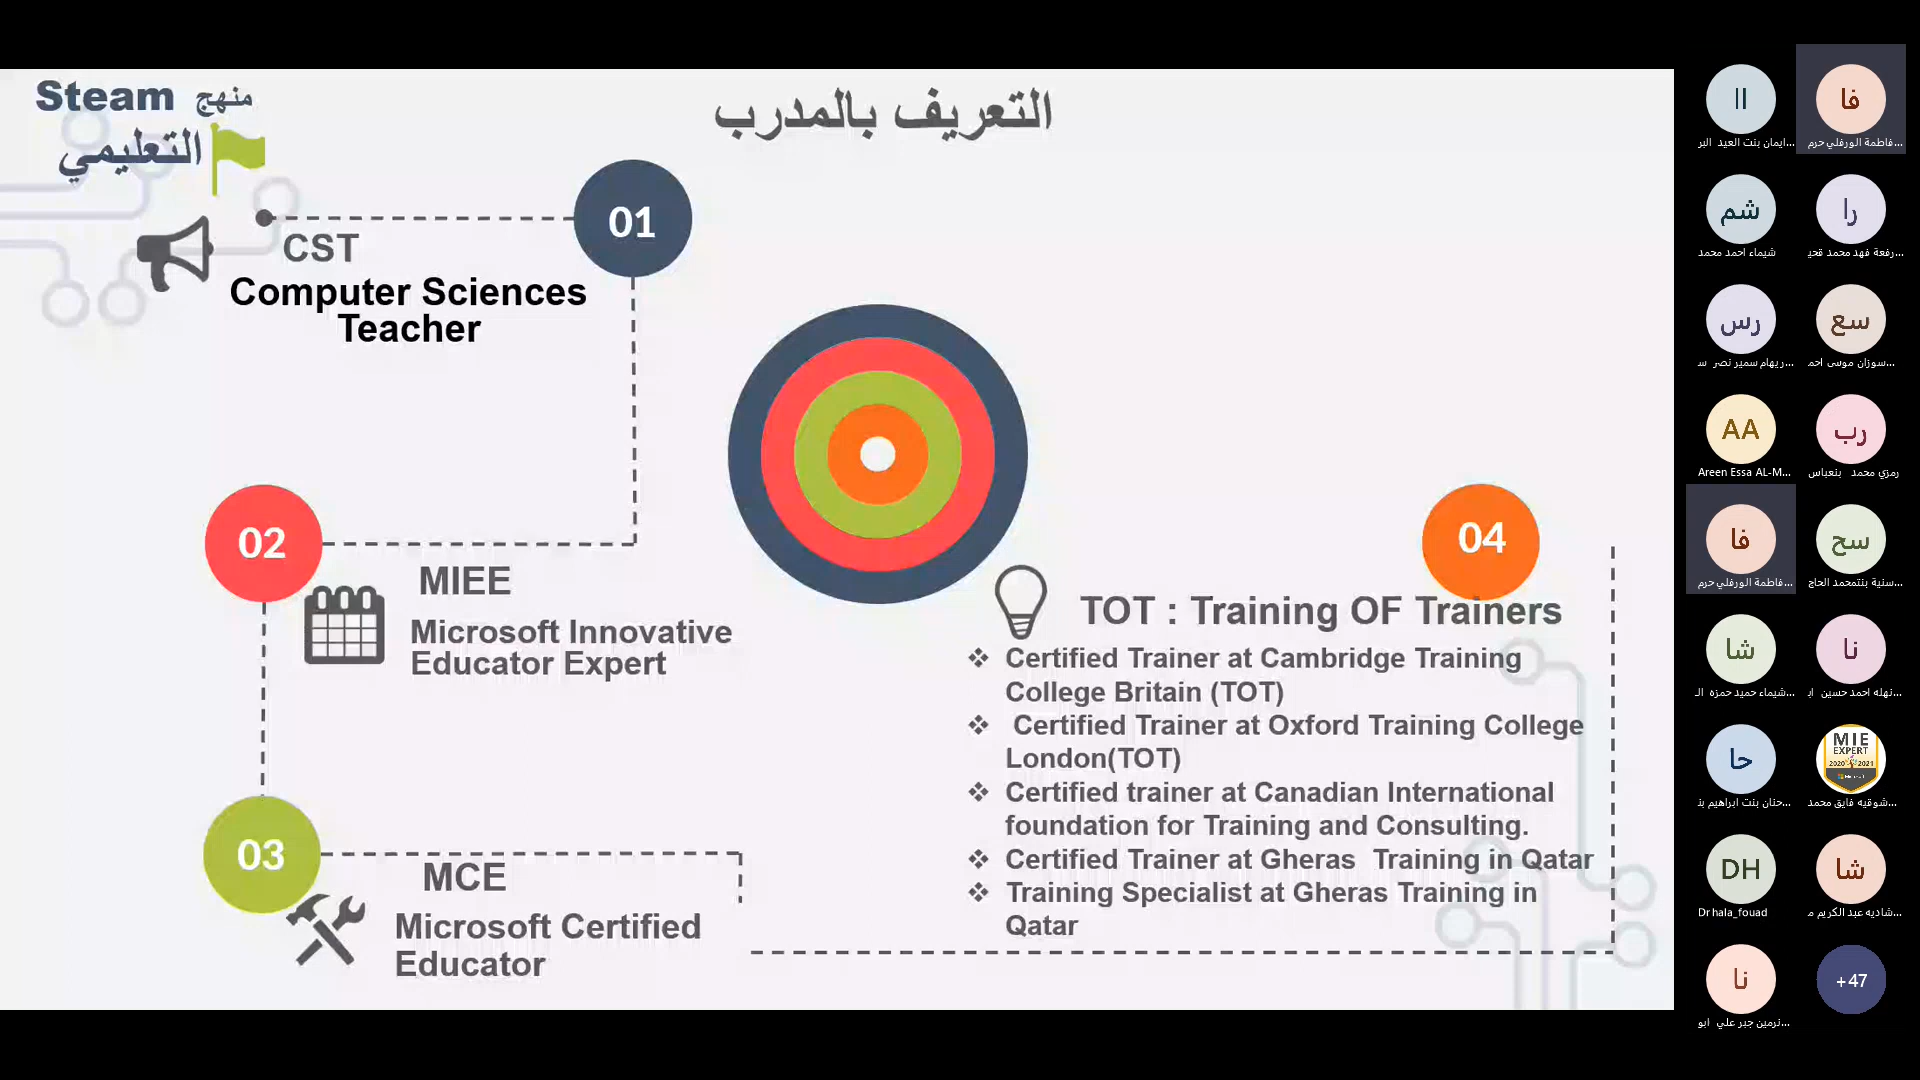 منهج Steam
التعليمي
التعريف بالمدرب
01
CST
Computer Sciences
Teacher
02
MIEE
Microsoft Innovative
Educator Expert
03
MCE
Microsoft Certified
Educator
04
TOT : Training OF Trainers
❖ Certified Trainer at Cambridge Training
College Britain (TOT)
❖ Certified Trainer at Oxford Training College
London(TOT)
❖ Certified trainer at Canadian International
foundation for Training and Consulting.
❖ Certified Trainer at Gheras Training in Qatar
❖ Training Specialist at Gheras Training in
Qatar
اا
ايمان بنت العيد البر...
فا
فاطمة الورفلي حرم...
شم
شيماء احمد محمد
را
رفعة فهد محمد قحي...
رس
ريهام سمير نصر س...
سع
سوزان موسى احم...
AA
Areen Essa AL-M...
رب
رمزي محمد بنعباس
فا
فاطمة الورفلي حرم...
سح
سنية بنتمحمد الحاج...
شا
شيماء حميد حمزه ال...
نا
نهله احمد حسين اب...
حا
حنان بنت ابراهيم بن...
MIE
EXPERT
2020 2021
شوقيه فايق محمد...
DH
Dr hala_fouad
شا
شاديه عبد الكريم م...
نا
نرمين جبر علي ابو...
+47